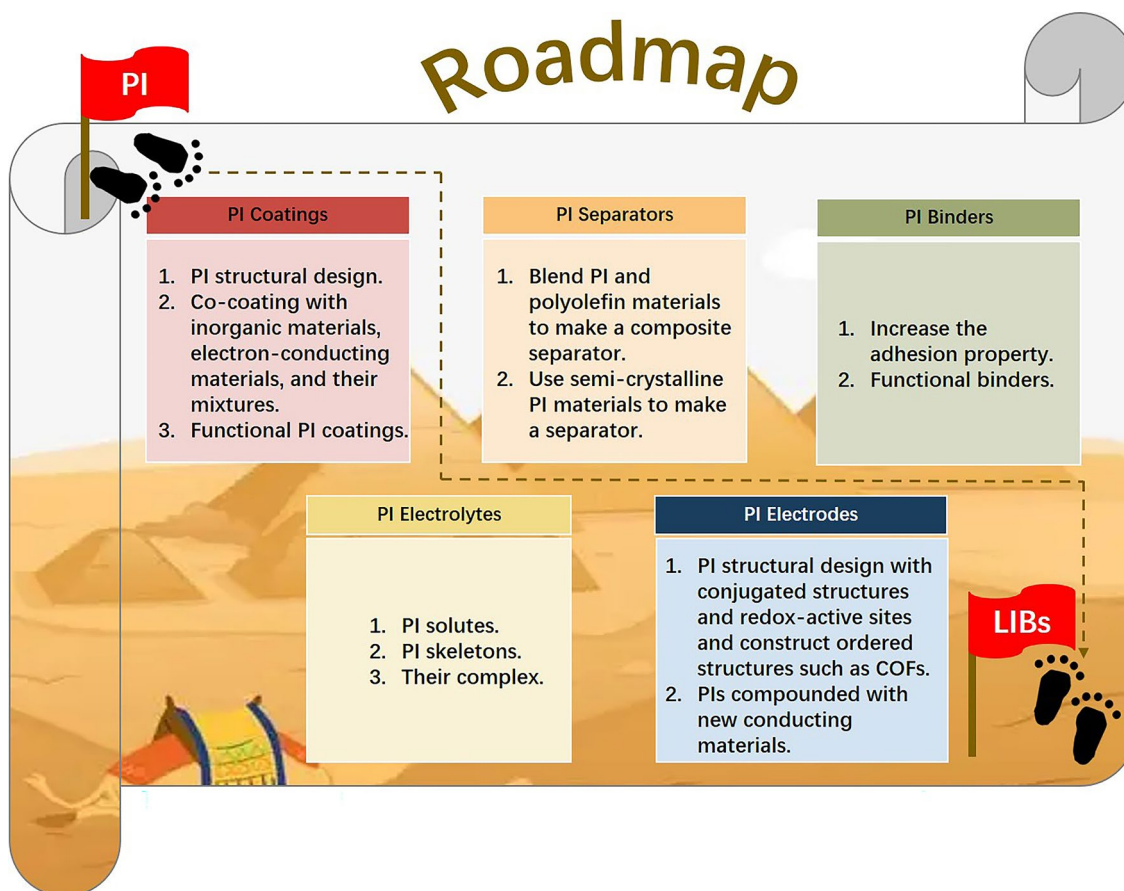 Roadmap
PI
PI Coatings
1. PI structural design.
2. Co-coating with
inorganic materials,
electron-conducting
materials, and their
mixtures.
3. Functional PI coatings.
PI Separators
1. Blend PI and
polyolefin materials
to make a composite
separator.
2. Use semi-crystalline
PI materials to make
a separator.
PI Binders
1. Increase the
adhesion property.
2. Functional binders.
PI Electrolytes
1. PI solutes.
2. PI skeletons.
3. Their complex.
PI Electrodes
1. PI structural design with
conjugated structures
and redox-active sites
and construct ordered
structures such as COFs.
2. PIs compounded with
new conducting
materials.
LIBs